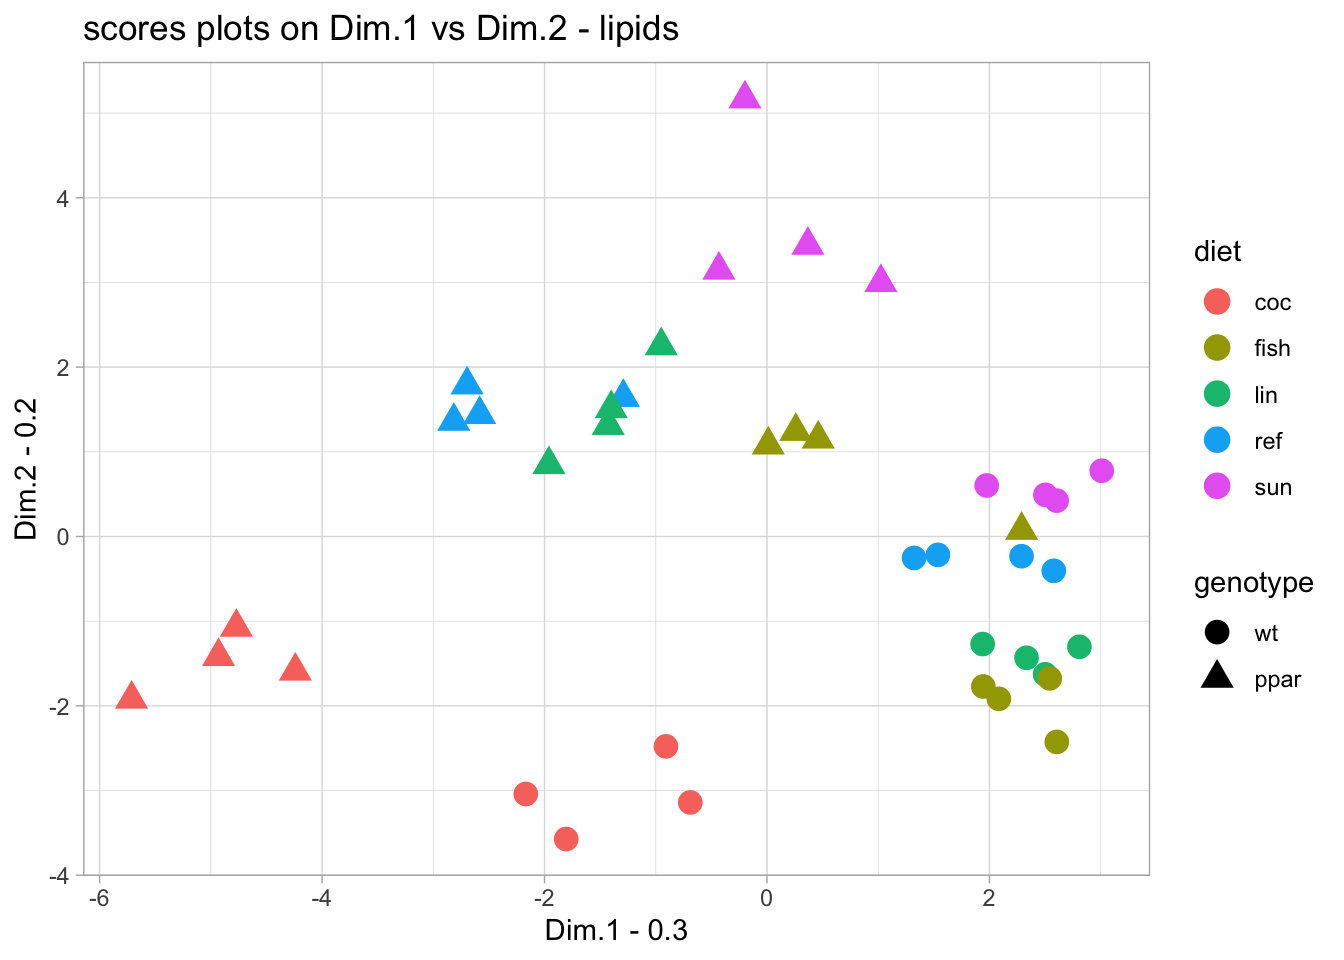 scores plots on Dim.1 vs Dim.2 - lipids
4
2
0
-2
-4
-6
-4
-2
0
2
Dim.1 - 0.3
Dim.2 - 0.2
diet
coc
fish
lin
ref
sun
genotype
wt
ppar